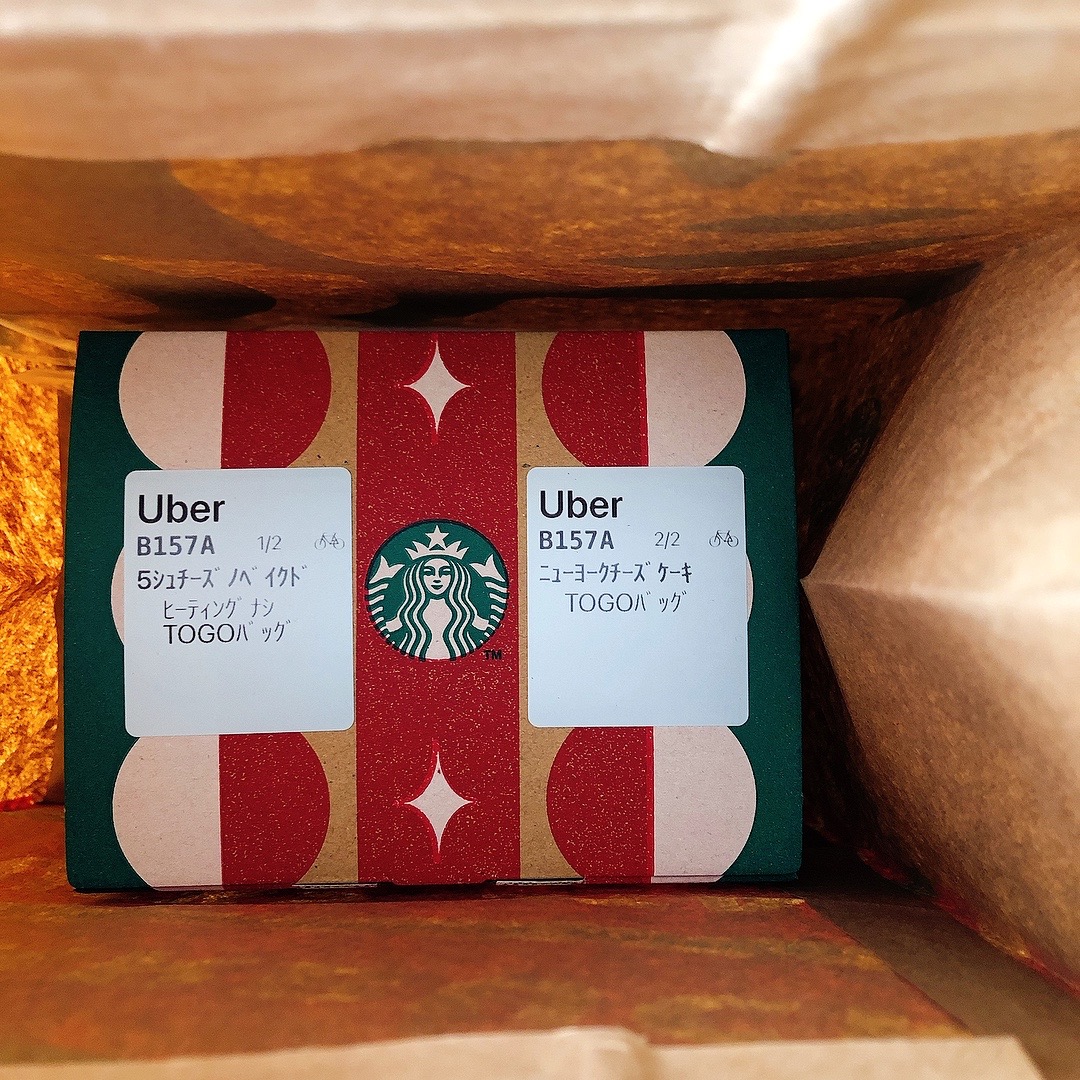 Uber
B157A 1/2
5シュチーズノベイクド
ヒーティングナシ
TOGOバッグ
Uber
B157A 2/2
ニューヨークチーズケーキ
TOGOバッグ
TM